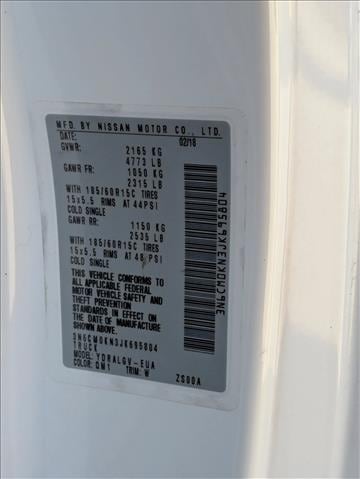 MFD. BY NISSAN MOTOR CO., LTD.
DATE: 02/18
GVWR: 2165 KG
4773 LB
GAWR FR: 1050 KG
2315 LB
WITH 185/60R15C TIRES
15x5.5 RIMS AT 44PSI
COLD SINGLE
GAWR RR: 1150 KG
2535 LB
WITH 185/60R15C TIRES
15x5.5 RIMS AT 48 PSI
COLD SINGLE
THIS VEHICLE CONFORMS TO
ALL APPLICABLE FEDERAL
MOTOR VEHICLE SAFETY AND
THEFT PREVENTION
STANDARDS IN EFFECT ON
THE DATE OF MANUFACTURE
SHOWN ABOVE.
3N6CM0KN3JK695804
TRUCK
MODEL: YDRALGV-EUA
COLOR: QM1 TRIM: W ZS00A
3N6CM0KN3JK695804